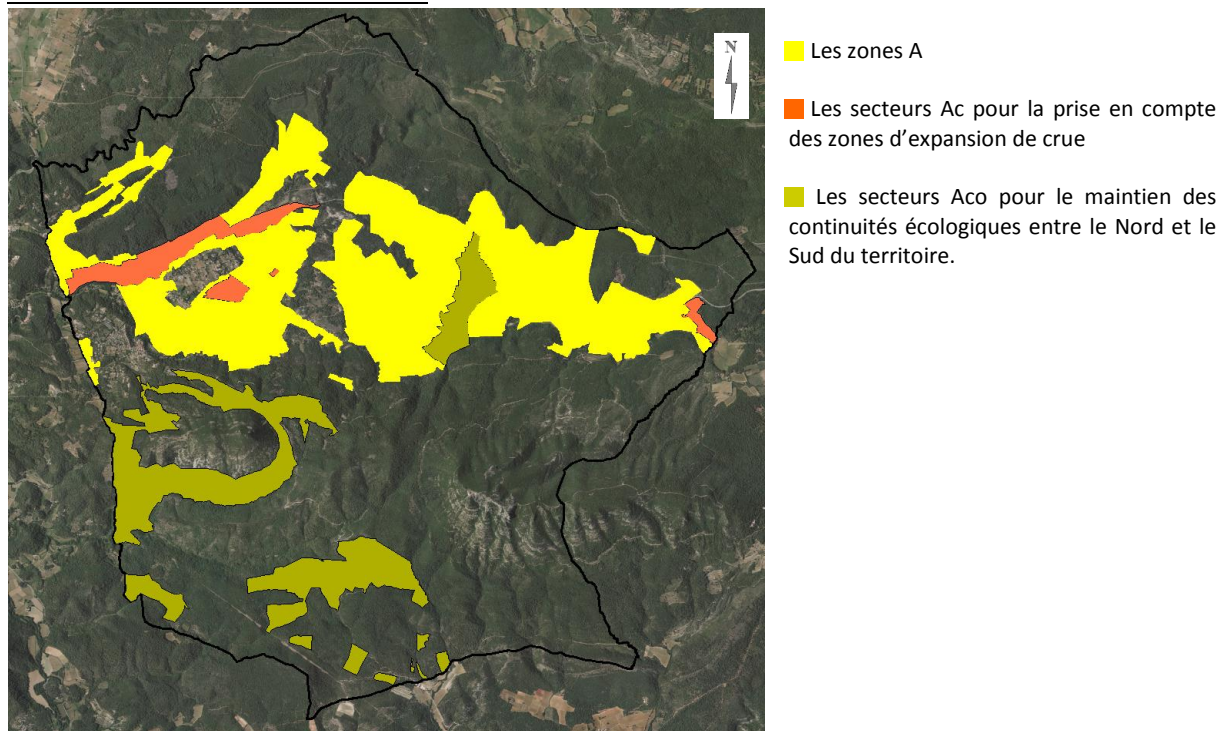 N
Les zones A
Les secteurs Ac pour la prise en compte
des zones d’expansion de crue
Les secteurs Aco pour le maintien des
continuités écologiques entre le Nord et le
Sud du territoire.